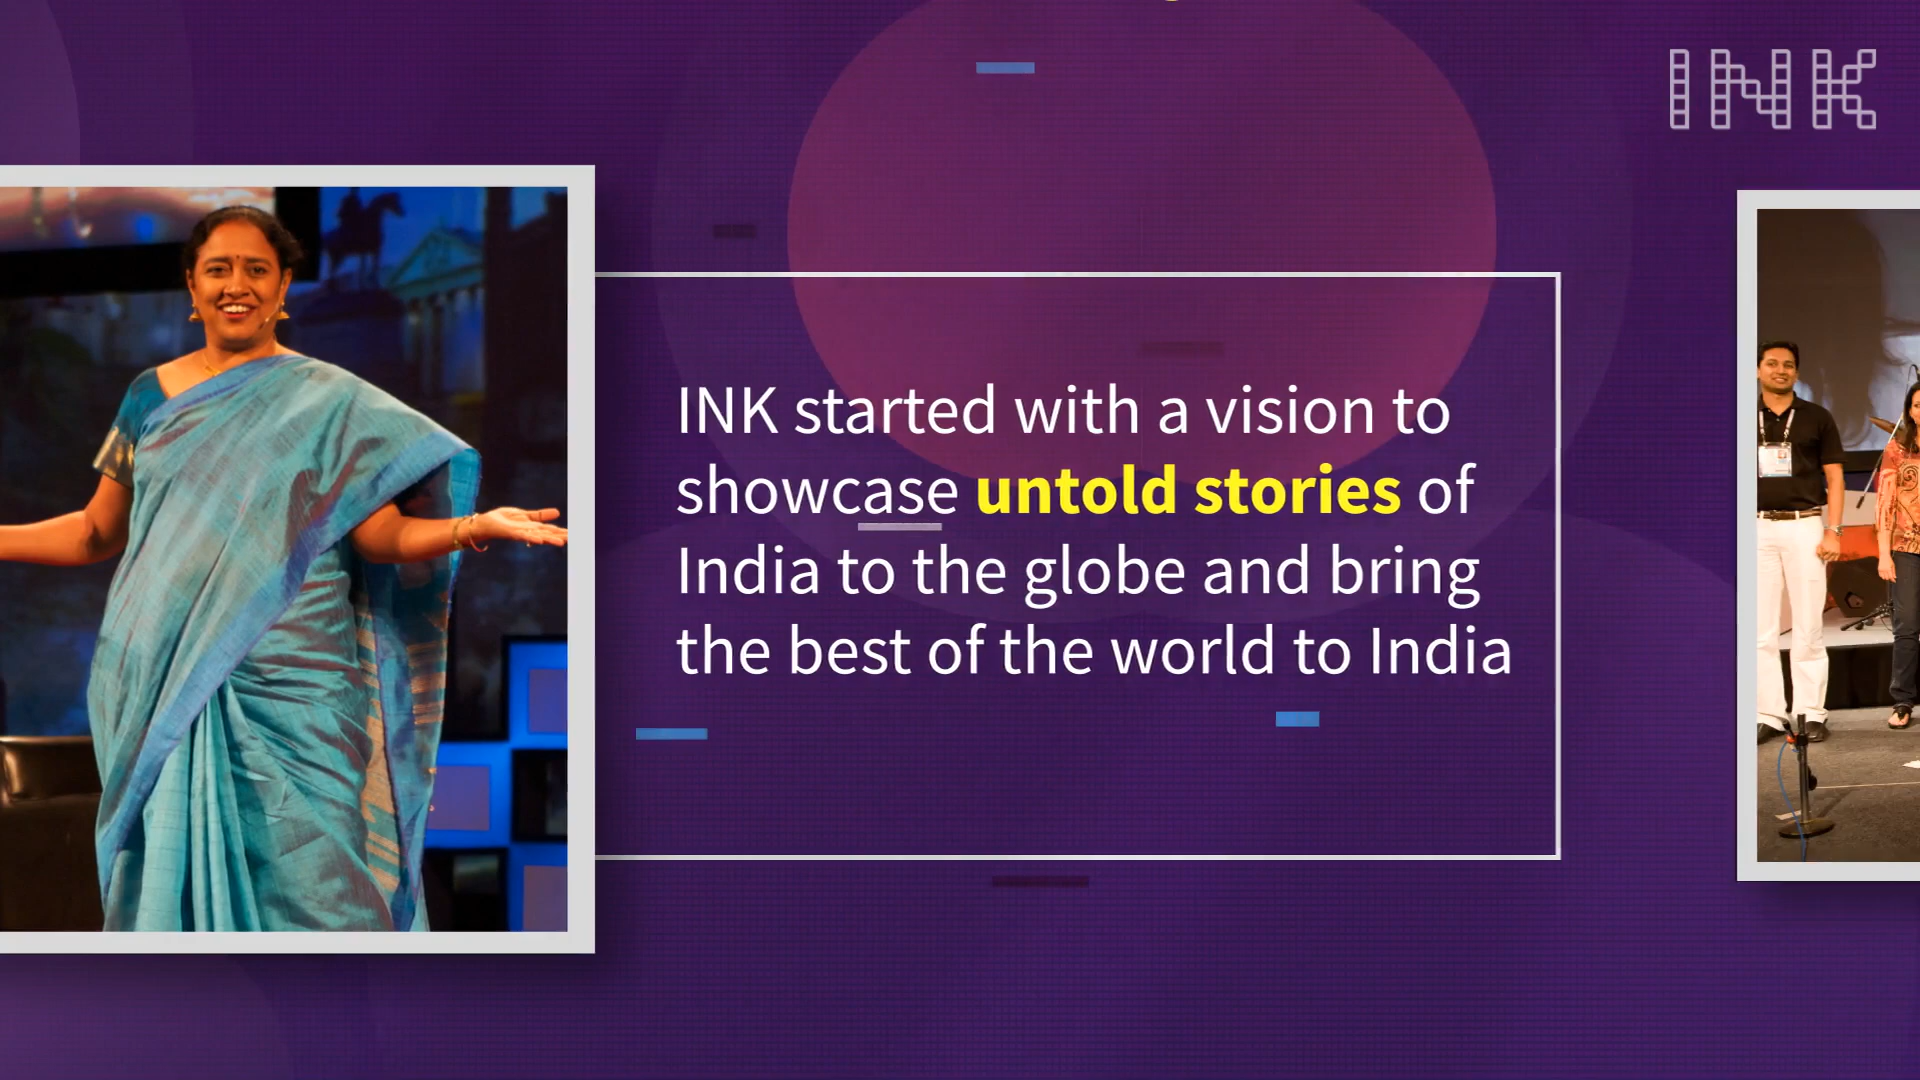 INK
INK started with a vision to
showcase untold stories of
India to the globe and bring
the best of the world to India